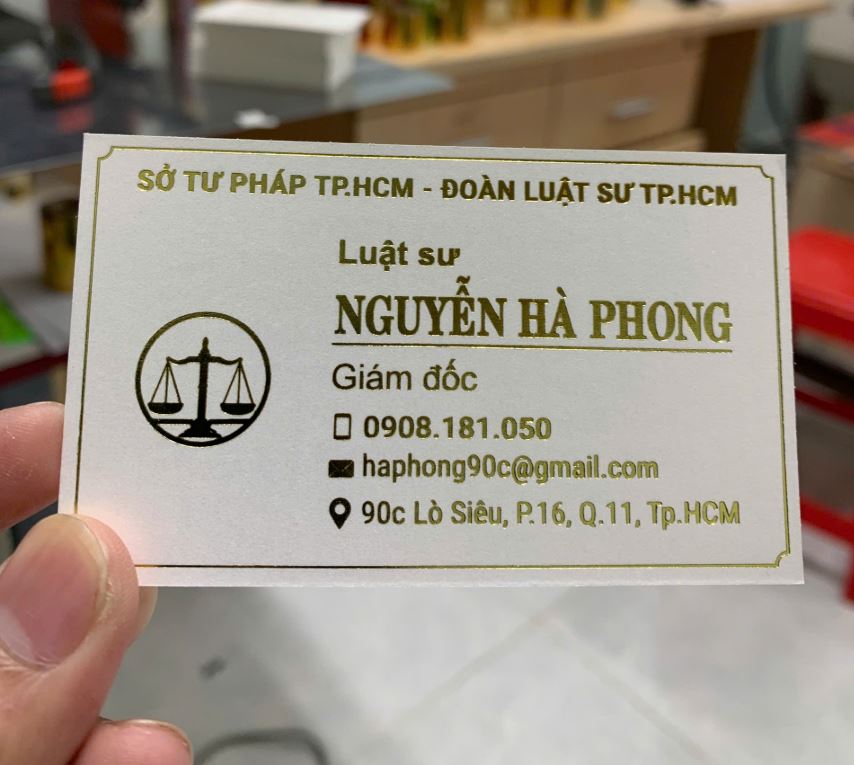 SỞ TƯ PHÁP TP.HCM - ĐOÀN LUẬT SƯ TP.HCM
Luật sư
NGUYỄN HÀ PHONG
Giám đốc
0908.181.050
haphong90c@gmail.com
90c Lò Siêu, P.16, Q.11, Tp.HCM